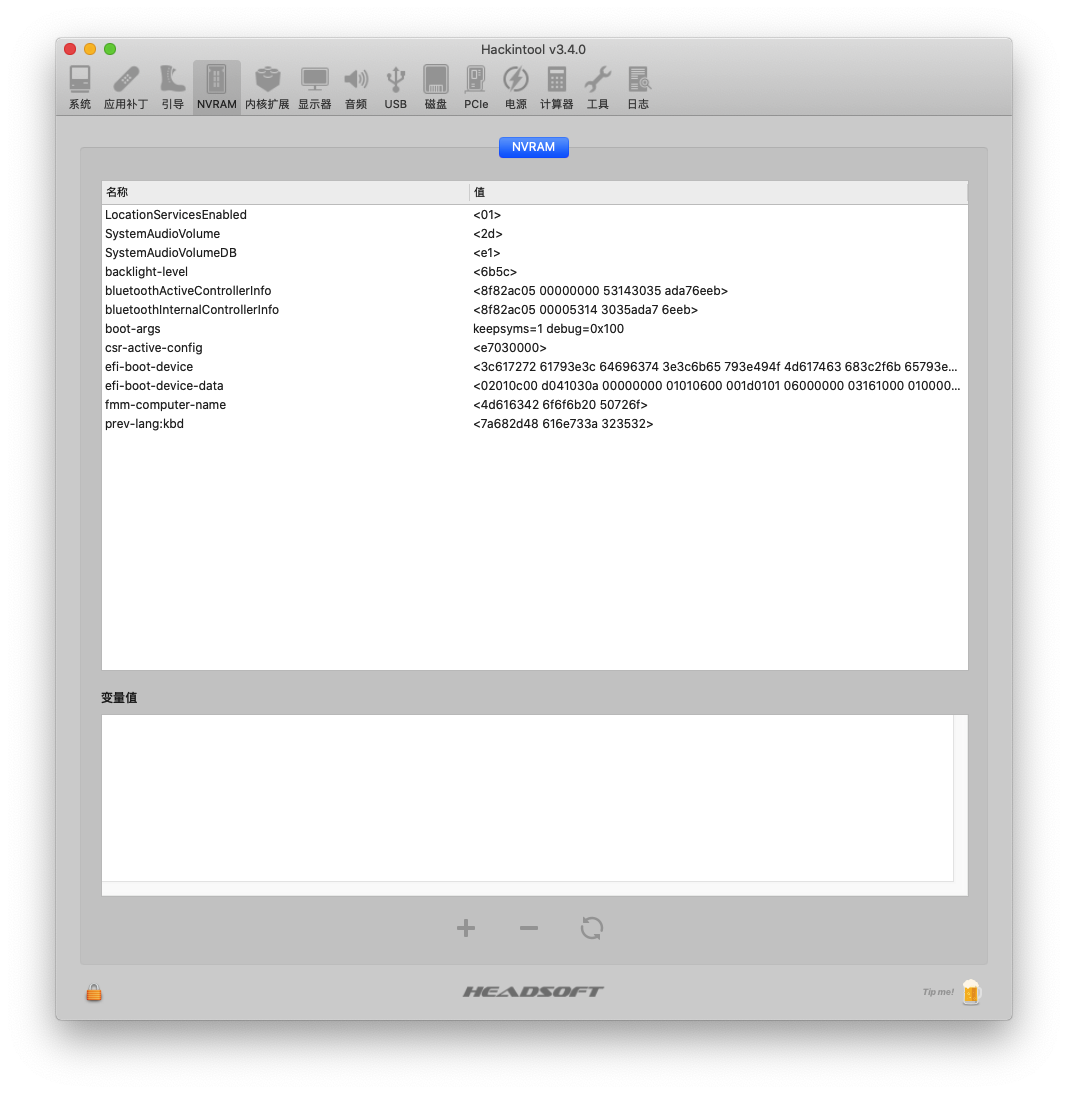 Hackintool v3.4.0
系统 应用补丁 引导 NVRAM 内核扩展 显示器 音频 USB 磁盘 PCIe 电源 计算器 工具 日志
NVRAM
名称 值
LocationServicesEnabled <01>
SystemAudioVolume <2d>
SystemAudioVolumeDB <e1>
backlight-level <6b5c>
bluetoothActiveControllerInfo <8f82ac05 00000000 53143035 ada76eeb>
bluetoothInternalControllerInfo <8f82ac05 00005314 3035ada7 6eeb>
boot-args keepsyms=1 debug=0x100
csr-active-config <e7030000>
efi-boot-device <3c617272 61793e3c 64696374 3e3c6b65 793e494f 4d617463 683c2f6b 65793e...
efi-boot-device-data <02010c00 d041030a 00000000 01010600 001d0101 06000000 03161000 010000...
fmm-computer-name <4d616342 6f6f6b20 50726f>
prev-lang:kbd <7a682d48 616e733a 323532>
变量值
HEADSOFT
Tip me!